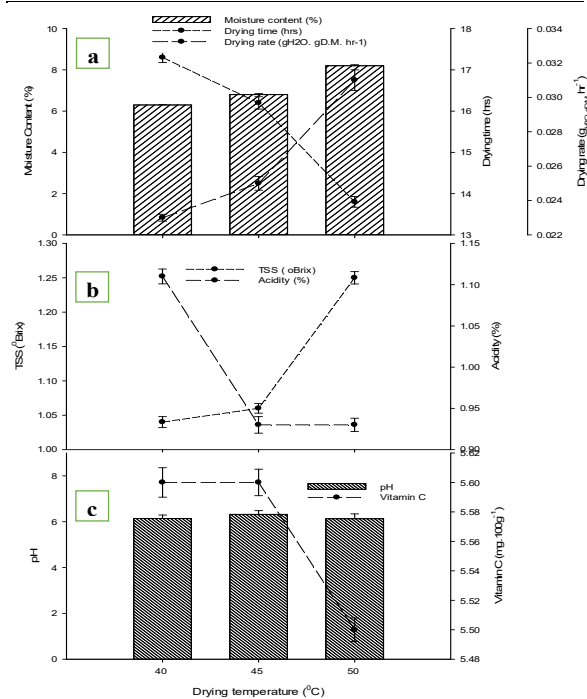 Moisture content (%)
Drying time (hrs)
Drying rate (gH2O. gD.M. hr-1)
a
Moisture Content (%)
10
8
6
4
2
0
18
17
16
15
14
13
Drying time (hrs)
0.034
0.032
0.030
0.028
0.026
0.024
0.022
Drying rate (g hr⁻¹)
b
TSS ( oBrix)
Acidity (%)
TSS (⁰Brix)
1.30
1.25
1.20
1.15
1.10
1.05
1.00
1.15
1.10
1.05
1.00
0.95
0.90
Acidity (%)
c
pH
Vitamin C
pH
8
6
4
2
0
5.62
5.60
5.58
5.56
5.54
5.52
5.50
5.48
Vitamin C (mg.100g⁻¹)
40
45
50
Drying temperature (⁰C)